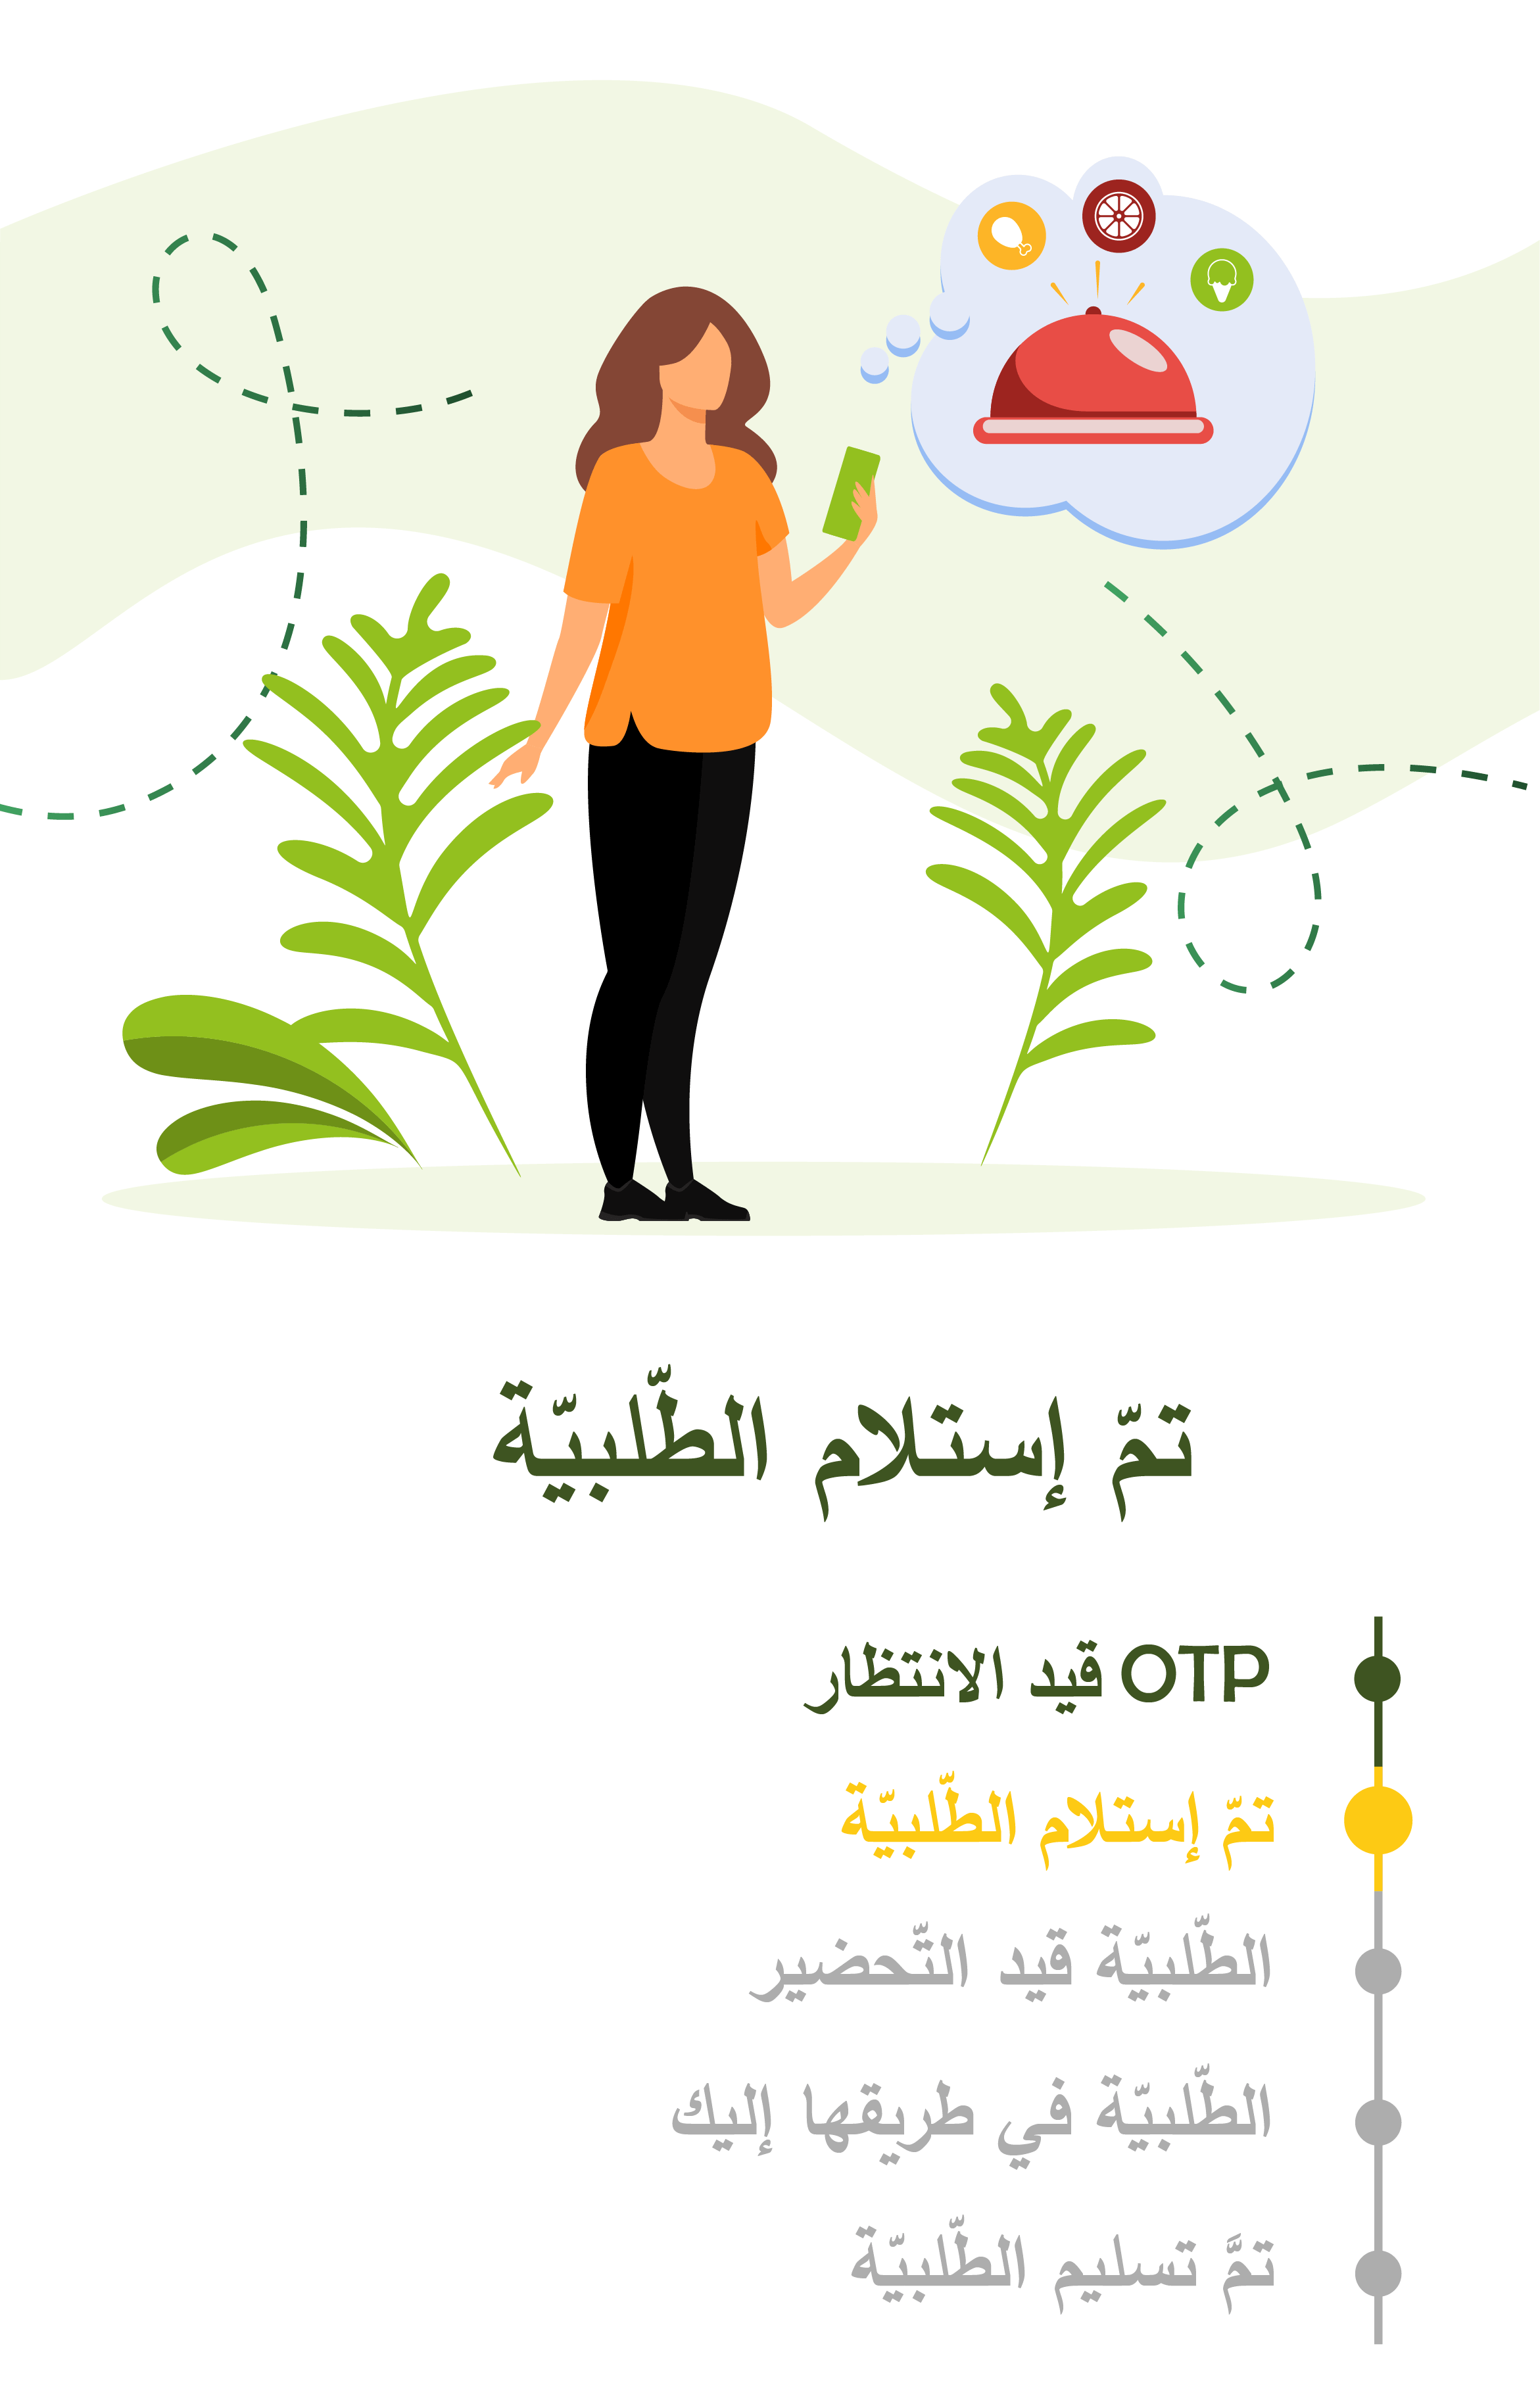 تمّ إستلام الطّلبيّة
OTP قيد الإنتظار
تمّ إستلام الطّلبيّة
الطّلبيّة قيد التّحضير
الطّلبيّة في طريقها إليك
تمَّ تسليم الطّلبيّة